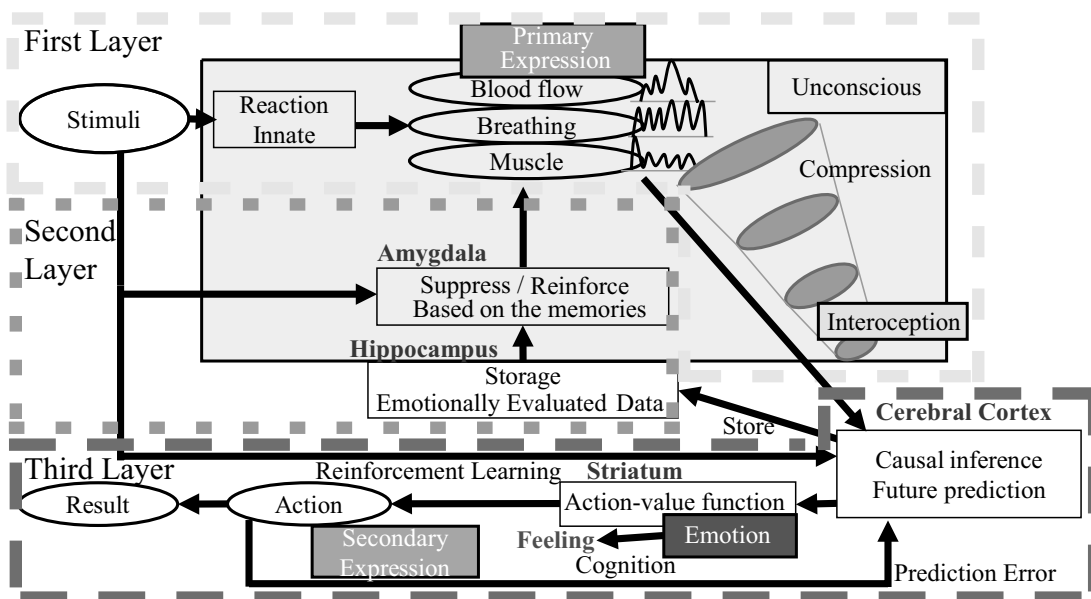 First Layer
Primary
Expression
Unconscious
Stimuli
Reaction
Innate
Blood flow
Breathing
Muscle
Compression
Second
Layer
Amygdala
Suppress / Reinforce
Based on the memories
Interoception
Hippocampus
Storage
Emotionally Evaluated Data
Store
Cerebral Cortex
Causal inference
Future prediction
Third Layer
Reinforcement Learning
Striatum
Result
Action
Action-value function
Secondary
Expression
Feeling
Emotion
Cognition
Prediction Error